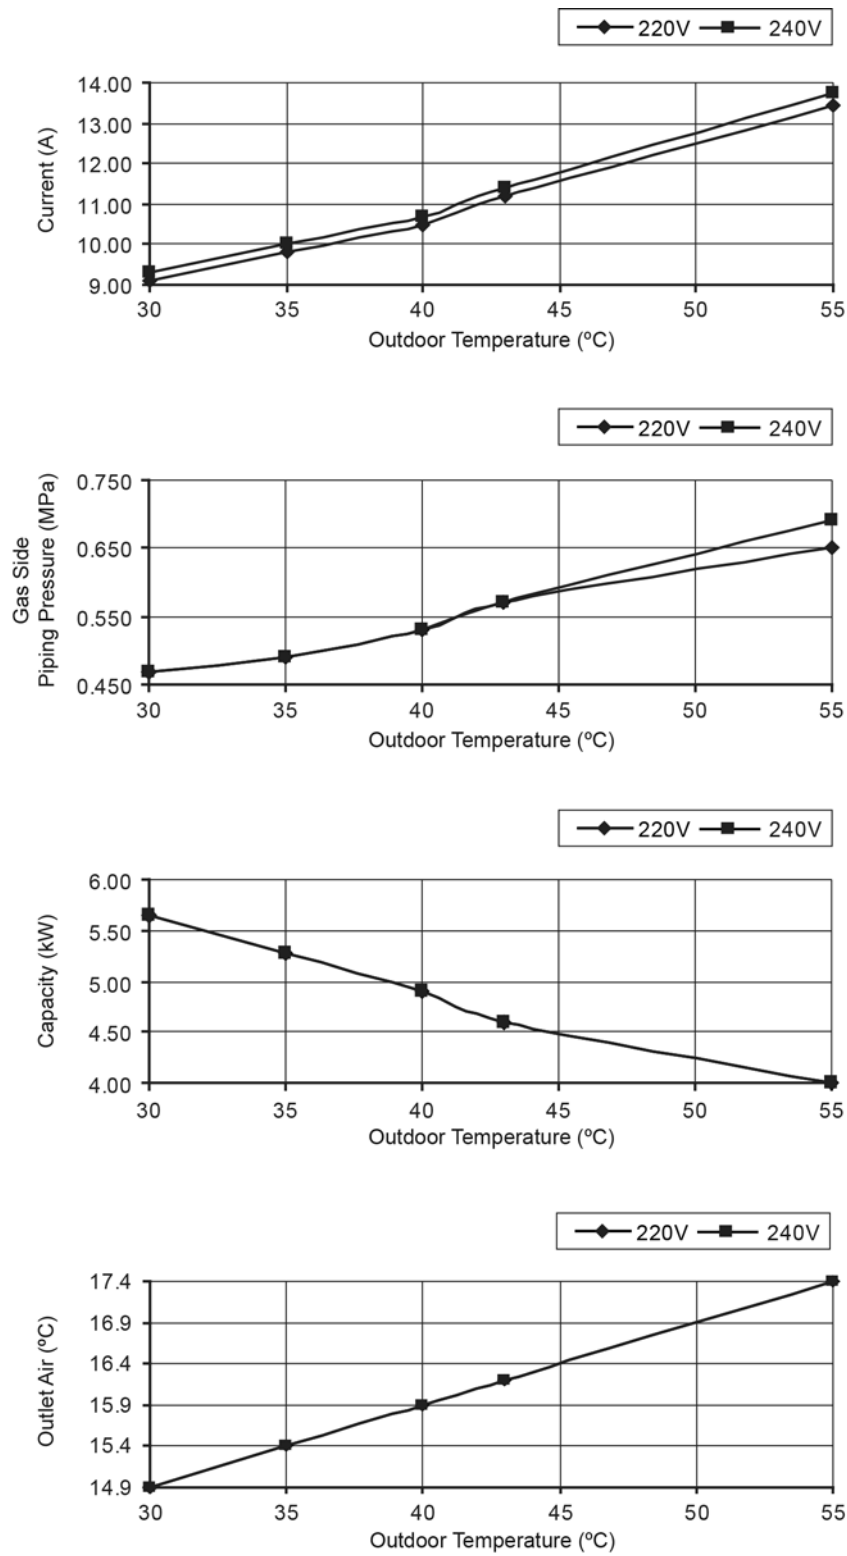 220V 240V
14.00
13.00
12.00
11.00
10.00
9.00
Current (A)
30 35 40 45 50 55
Outdoor Temperature (ºC)
220V 240V
0.750
0.650
0.550
0.450
Gas Side
Piping Pressure (MPa)
30 35 40 45 50 55
Outdoor Temperature (ºC)
220V 240V
6.00
5.50
5.00
4.50
4.00
Capacity (kW)
30 35 40 45 50 55
Outdoor Temperature (ºC)
220V 240V
17.4
16.9
16.4
15.9
15.4
14.9
Outlet Air (ºC)
30 35 40 45 50 55
Outdoor Temperature (ºC)